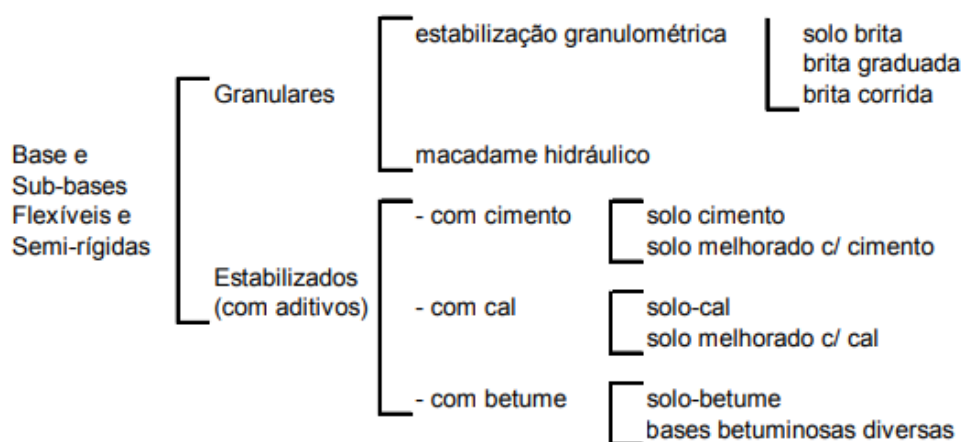 Base e
Sub-bases
Flexíveis e
Semi-rígidas
Granulares
estabilização granulométrica
solo brita
brita graduada
brita corrida
macadame hidráulico
Estabilizados
(com aditivos)
- com cimento
solo cimento
solo melhorado c/ cimento
- com cal
solo-cal
solo melhorado c/ cal
- com betume
solo-betume
bases betuminosas diversas